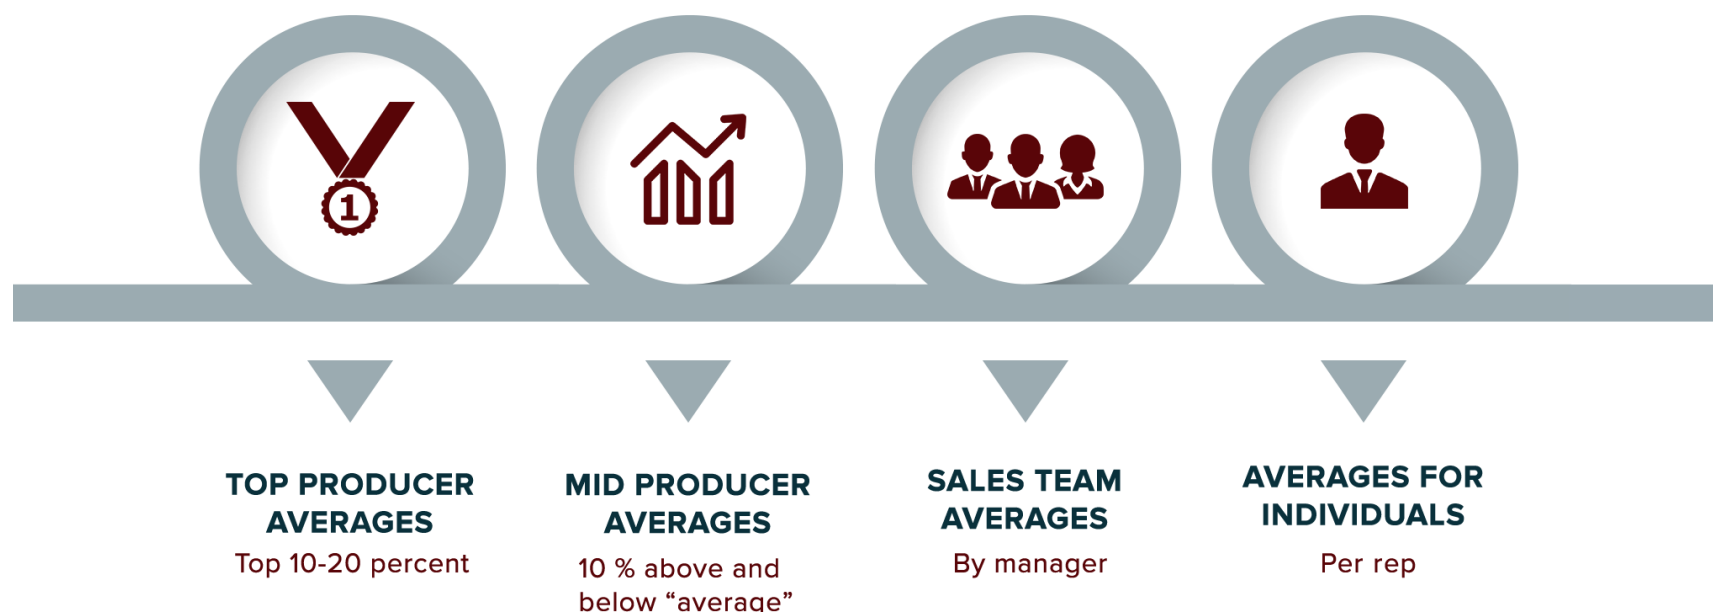 1
TOP PRODUCER
AVERAGES
Top 10-20 percent
MID PRODUCER
AVERAGES
10 % above and
below “average”
SALES TEAM
AVERAGES
By manager
AVERAGES FOR
INDIVIDUALS
Per rep